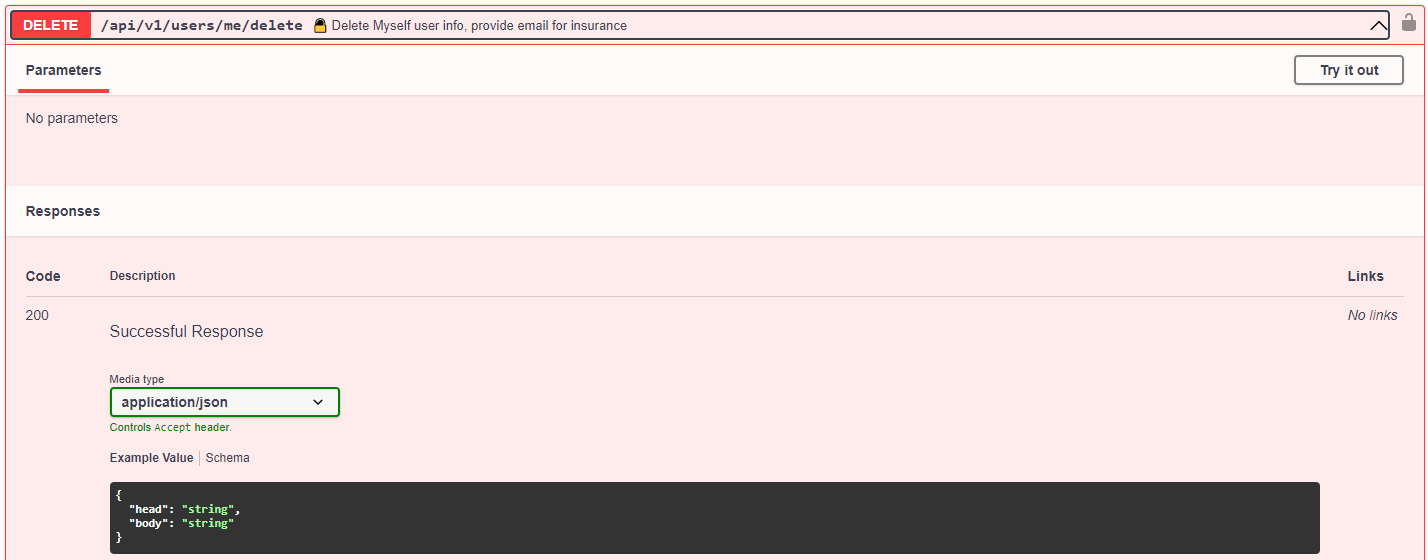 DELETE /api/v1/users/me/delete 🔒 Delete Myself user info, provide email for insurance
Parameters
Try it out
No parameters
Responses
Code Description Links
200 Successful Response No links
Media type
application/json
Controls Accept header.
Example Value Schema
{
"head": "string",
"body": "string"
}